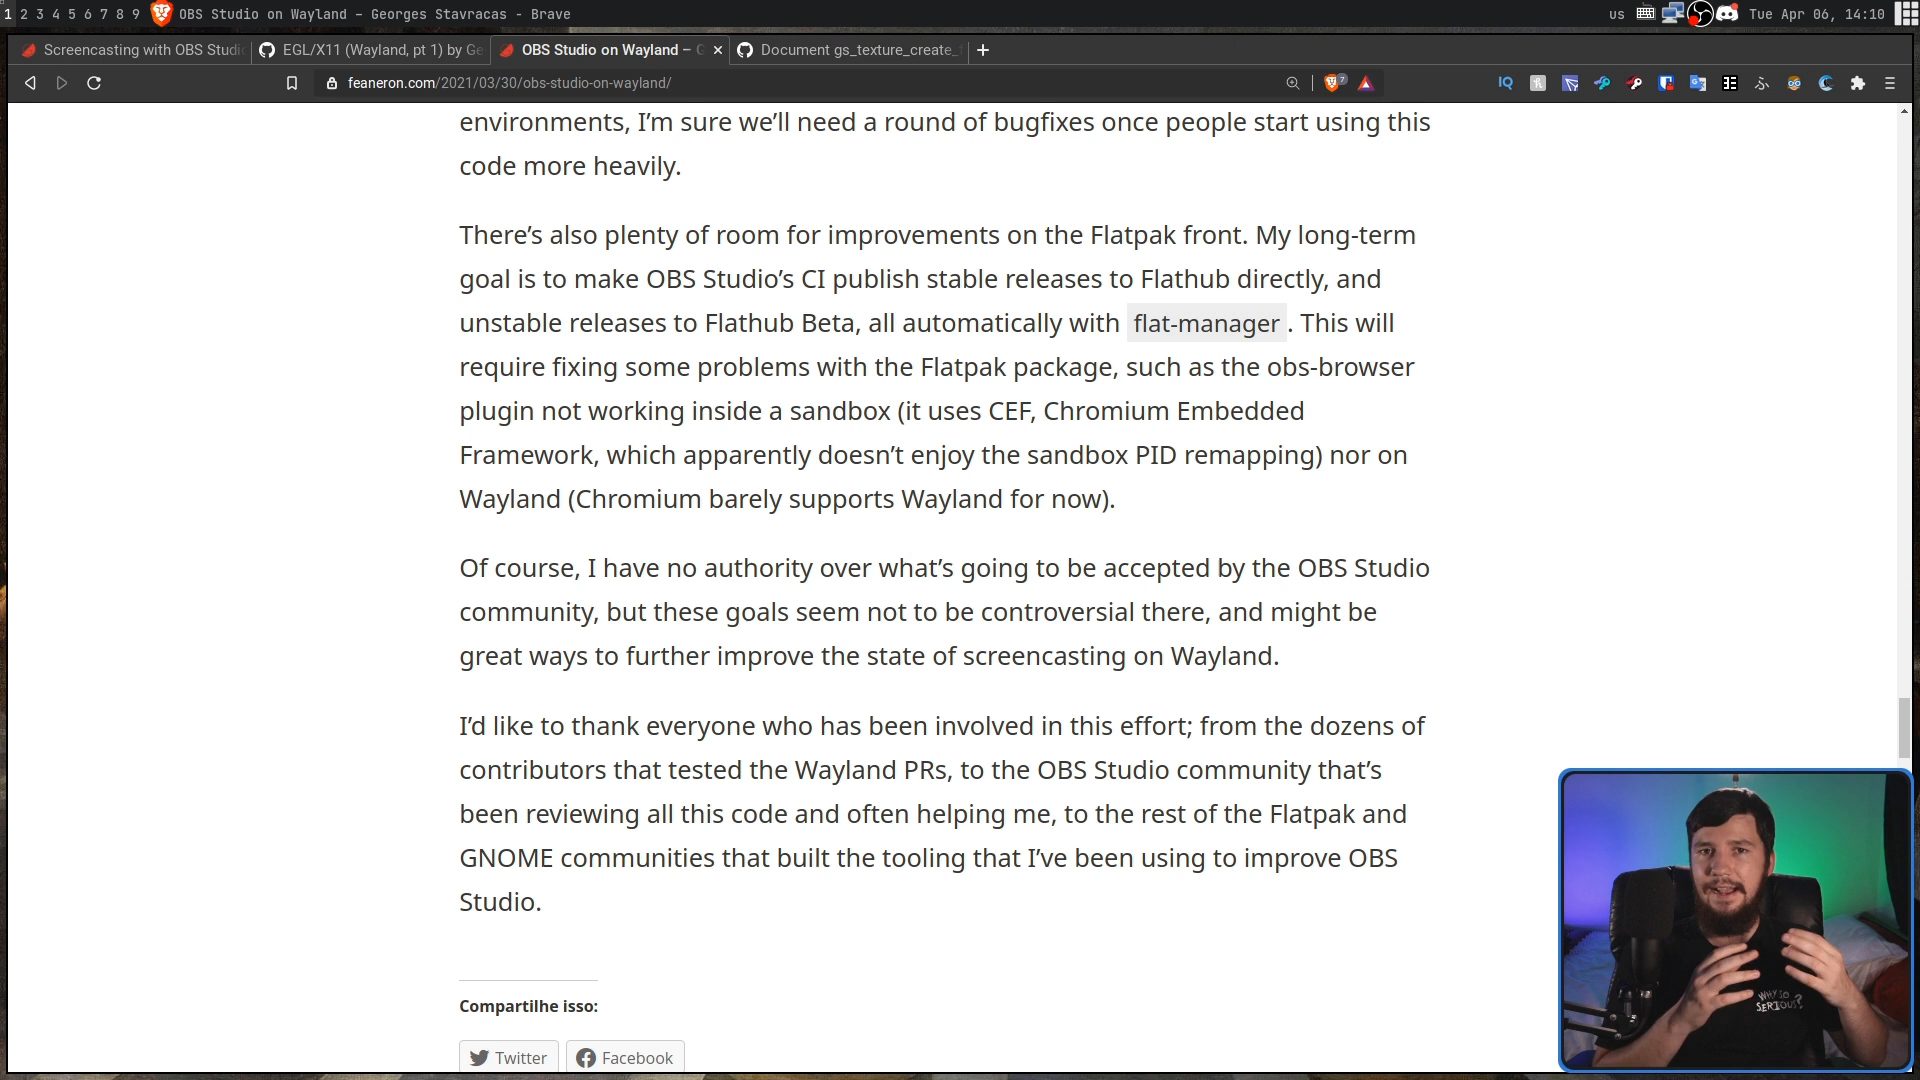 1 2 3 4 5 6 7 8 9 OBS Studio on Wayland – Georges Stavracas - Brave us Tue Apr 06, 14:10
Screencasting with OBS Studi EGL/X11 (Wayland, pt 1) by Ge OBS Studio on Wayland – G Document gs_texture_create_
feaneron.com/2021/03/30/obs-studio-on-wayland/ 7 IQ
environments, I’m sure we’ll need a round of bugfixes once people start using this
code more heavily.
There’s also plenty of room for improvements on the Flatpak front. My long-term
goal is to make OBS Studio’s CI publish stable releases to Flathub directly, and
unstable releases to Flathub Beta, all automatically with flat-manager . This will
require fixing some problems with the Flatpak package, such as the obs-browser
plugin not working inside a sandbox (it uses CEF, Chromium Embedded
Framework, which apparently doesn’t enjoy the sandbox PID remapping) nor on
Wayland (Chromium barely supports Wayland for now).
Of course, I have no authority over what’s going to be accepted by the OBS Studio
community, but these goals seem not to be controversial there, and might be
great ways to further improve the state of screencasting on Wayland.
I’d like to thank everyone who has been involved in this effort; from the dozens of
contributors that tested the Wayland PRs, to the OBS Studio community that’s
been reviewing all this code and often helping me, to the rest of the Flatpak and
GNOME communities that built the tooling that I’ve been using to improve OBS
Studio.
Compartilhe isso:
Twitter Facebook
WHY SO
SERIOUS?